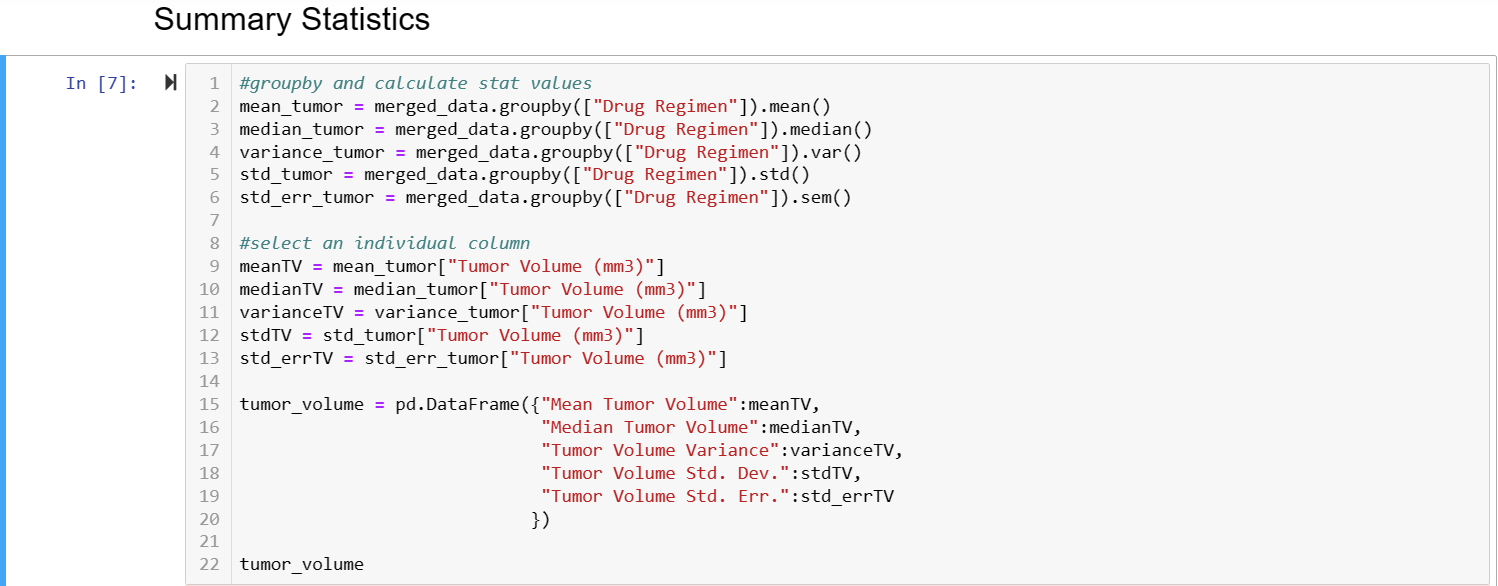 Summary Statistics
In [7]:
1 #groupby and calculate stat values
2 mean_tumor = merged_data.groupby(["Drug Regimen"]).mean()
3 median_tumor = merged_data.groupby(["Drug Regimen"]).median()
4 variance_tumor = merged_data.groupby(["Drug Regimen"]).var()
5 std_tumor = merged_data.groupby(["Drug Regimen"]).std()
6 std_err_tumor = merged_data.groupby(["Drug Regimen"]).sem()
7
8 #select an individual column
9 meanTV = mean_tumor["Tumor Volume (mm3)"]
10 medianTV = median_tumor["Tumor Volume (mm3)"]
11 varianceTV = variance_tumor["Tumor Volume (mm3)"]
12 stdTV = std_tumor["Tumor Volume (mm3)"]
13 std_errTV = std_err_tumor["Tumor Volume (mm3)"]
14
15 tumor_volume = pd.DataFrame({"Mean Tumor Volume":meanTV,
16 "Median Tumor Volume":medianTV,
17 "Tumor Volume Variance":varianceTV,
18 "Tumor Volume Std. Dev.":stdTV,
19 "Tumor Volume Std. Err.":std_errTV
20 })
21
22 tumor_volume